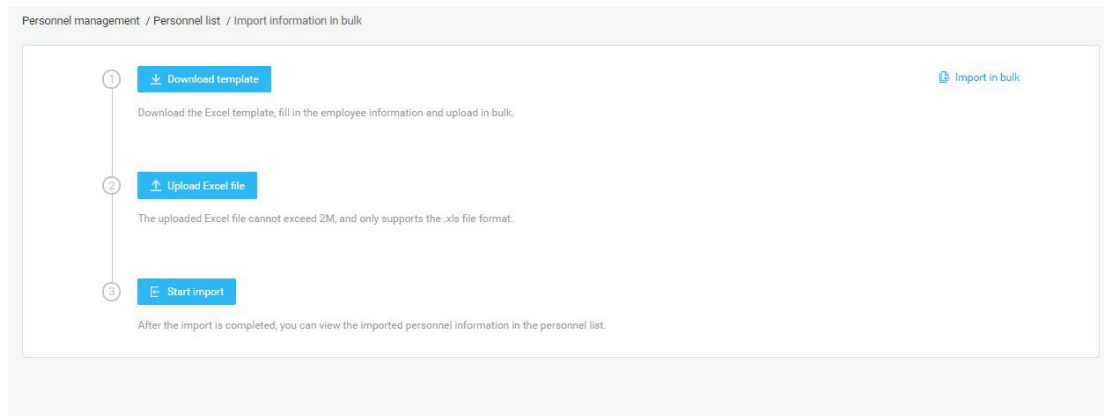 Personnel management / Personnel list / Import information in bulk
1 Download template
Import in bulk
Download the Excel template, fill in the employee information and upload in bulk.
2 Upload Excel file
The uploaded Excel file cannot exceed 2M, and only supports the .xls file format.
3 Start import
After the import is completed, you can view the imported personnel information in the personnel list.